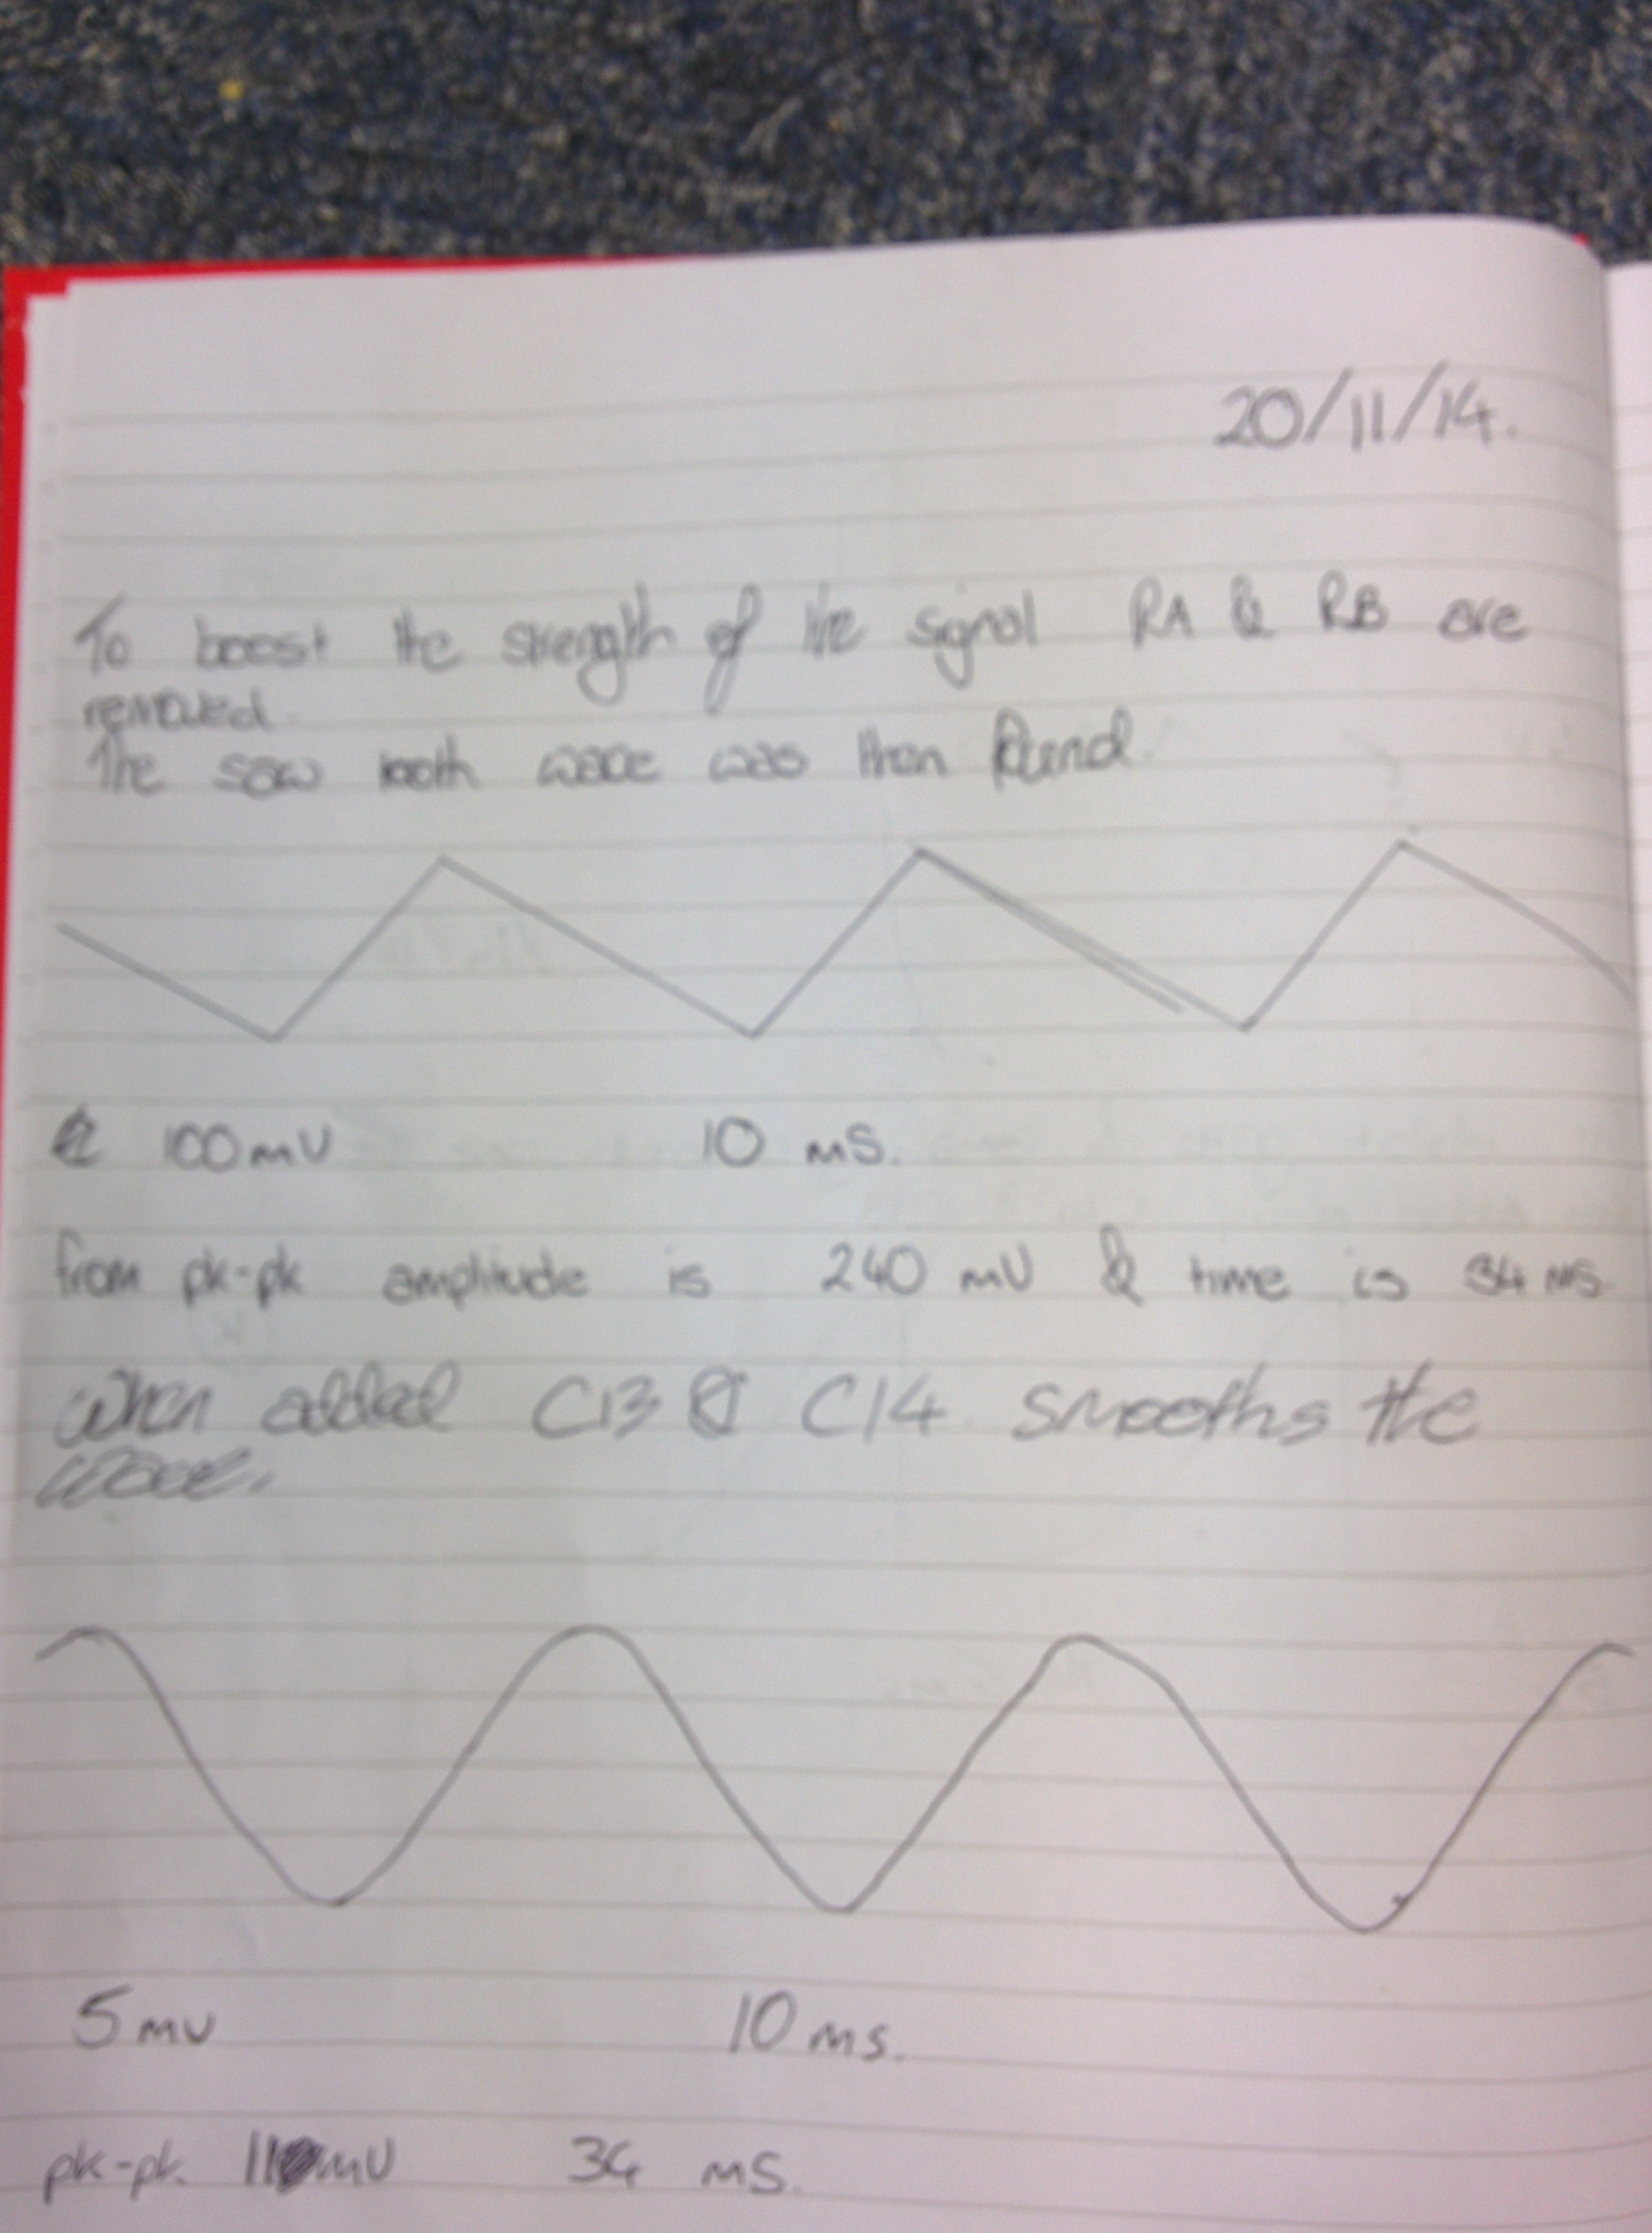 20/11/14.
To boost the strength of the signal RA & RB are
removed.
The saw tooth wave was then found.
100mV 10 ms.
from pk-pk amplitude is 240 mV & time is 34 ms.
When added C13 & C14 smooths the
wave.
5mV 10 ms.
pk-pk. 11 mV 34 ms.